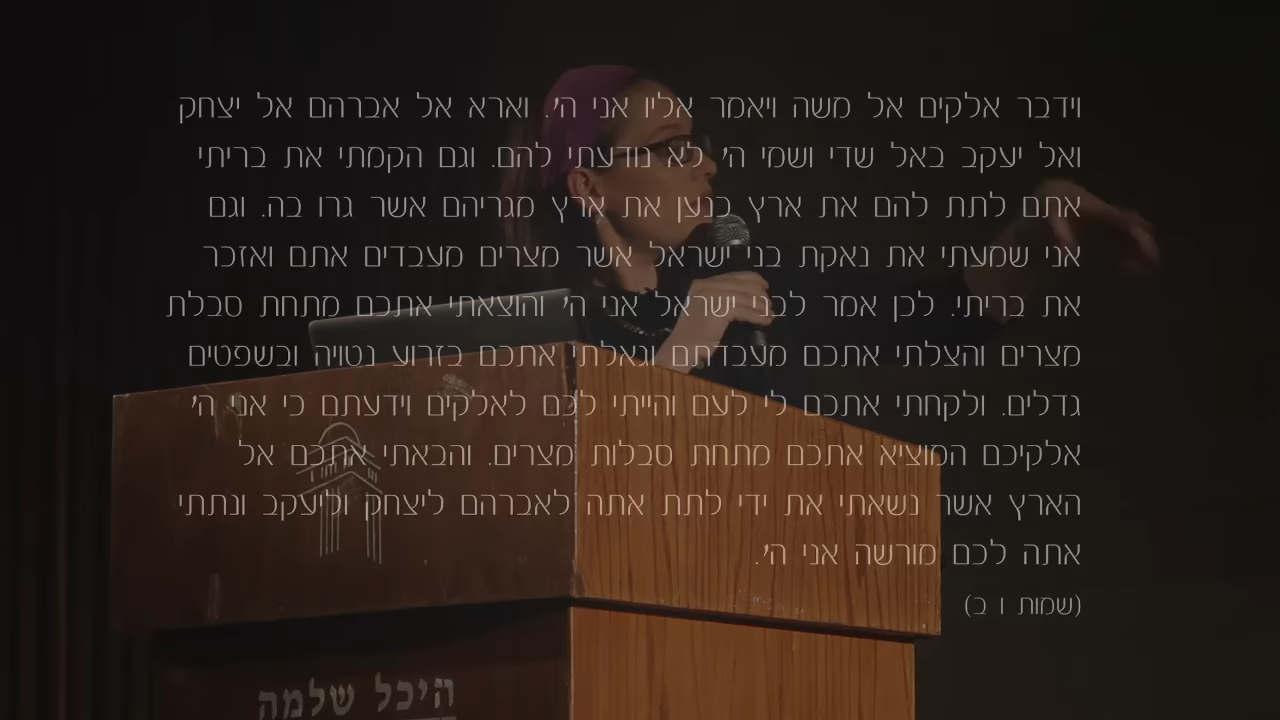 וידבר אלקים אל משה ויאמר אליו אני ה'. וארא אל אברהם אל יצחק
ואל יעקב באל שדי ושמי ה' לא נודעתי להם. וגם הקמתי את בריתי
אתם לתת להם את ארץ כנען את ארץ מגריהם אשר גרו בה. וגם
אני שמעתי את נאקת בני ישראל אשר מצרים מעבדים אתם ואזכר
את בריתי. לכן אמר לבני ישראל אני ה' והוצאתי אתכם מתחת סבלת
מצרים והצלתי אתכם מעבדתם וגאלתי אתכם בזרוע נטויה ובשפטים
גדלים. ולקחתי אתכם לי לעם והייתי לכם לאלקים וידעתם כי אני ה'
אלקיכם המוציא אתכם מתחת סבלות מצרים. והבאתי אתכם אל
הארץ אשר נשאתי את ידי לתת אתה לאברהם ליצחק וליעקב ונתתי
אתה לכם מורשה אני ה'.
(שמות ו ב)
היכל שלמה